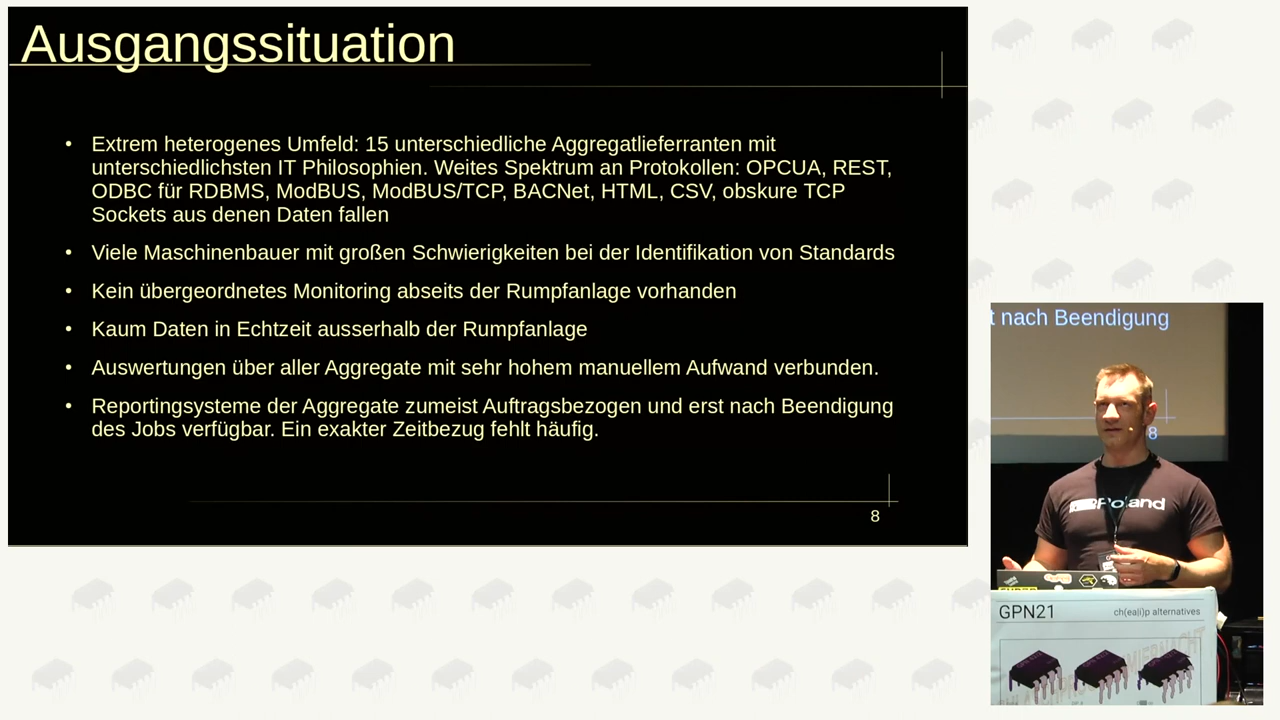 Ausgangssituation
• Extrem heterogenes Umfeld: 15 unterschiedliche Aggregatlieferranten mit
unterschiedlichsten IT Philosophien. Weites Spektrum an Protokollen: OPCUA, REST,
ODBC für RDBMS, ModBUS, ModBUS/TCP, BACNet, HTML, CSV, obskure TCP
Sockets aus denen Daten fallen
• Viele Maschinenbauer mit großen Schwierigkeiten bei der Identifikation von Standards
• Kein übergeordnetes Monitoring abseits der Rumpfanlage vorhanden
• Kaum Daten in Echtzeit ausserhalb der Rumpfanlage
• Auswertungen über aller Aggregate mit sehr hohem manuellem Aufwand verbunden.
• Reportingsysteme der Aggregate zumeist Auftragsbezogen und erst nach Beendigung
des Jobs verfügbar. Ein exakter Zeitbezug fehlt häufig.
8
t nach Beendigung
8
Roland
GPN21
ch(ea|i)p alternatives